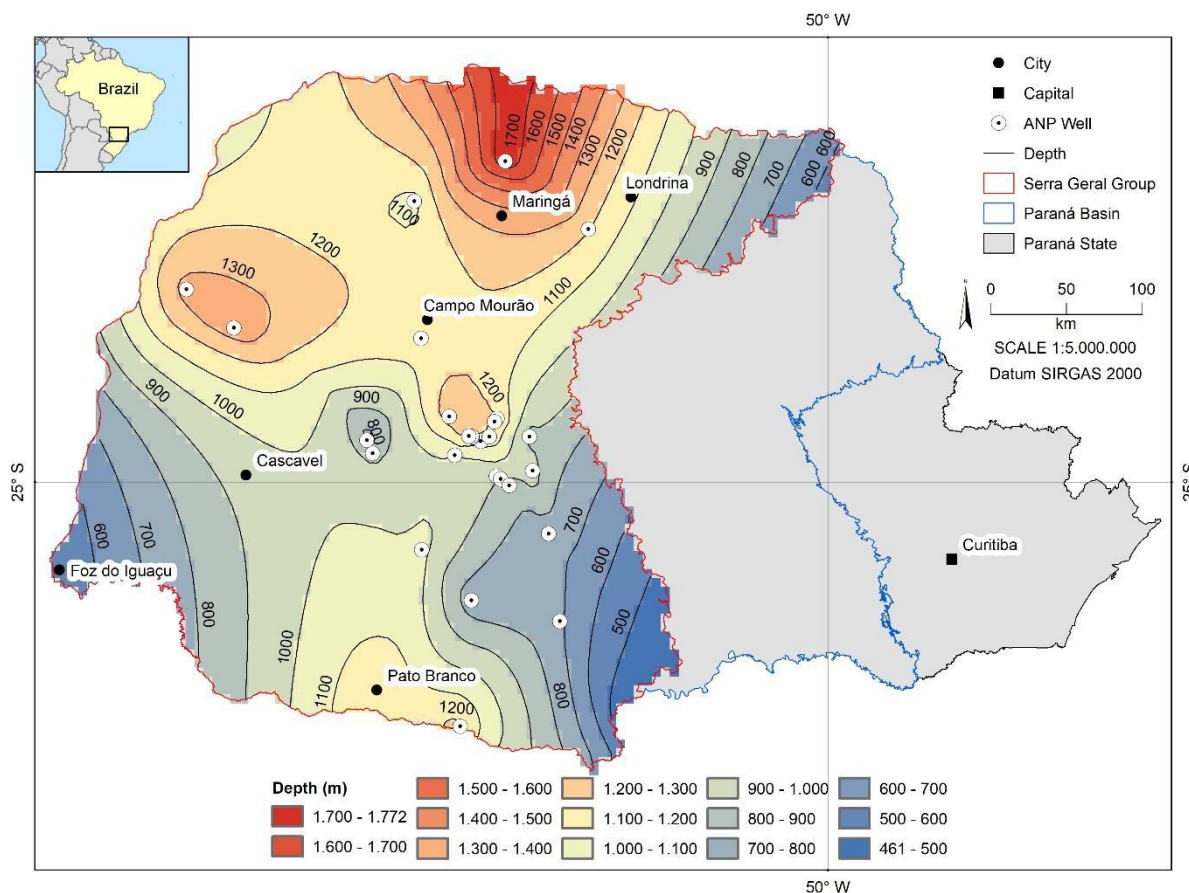 50° W
Brazil
City
Capital
ANP Well
Depth
Serra Geral Group
Paraná Basin
Paraná State
N
0 50 100
km
SCALE 1:5.000.000
Datum SIRGAS 2000
1700
1600
1500
1400
1300
1200
900
800
700
600
600
Londrina
Maringá
1100
1200
1300
1100
Campo Mourão
1200
900
1000
900
800
Cascavel
25° S
25° S
700
600
Curitiba
600
700
Foz do Iguaçu
800
500
1000
1100
Pato Branco
800
1200
Depth (m)
1.700 - 1.772
1.600 - 1.700
1.500 - 1.600
1.400 - 1.500
1.300 - 1.400
1.200 - 1.300
1.100 - 1.200
1.000 - 1.100
900 - 1.000
800 - 900
700 - 800
600 - 700
500 - 600
461 - 500
50° W